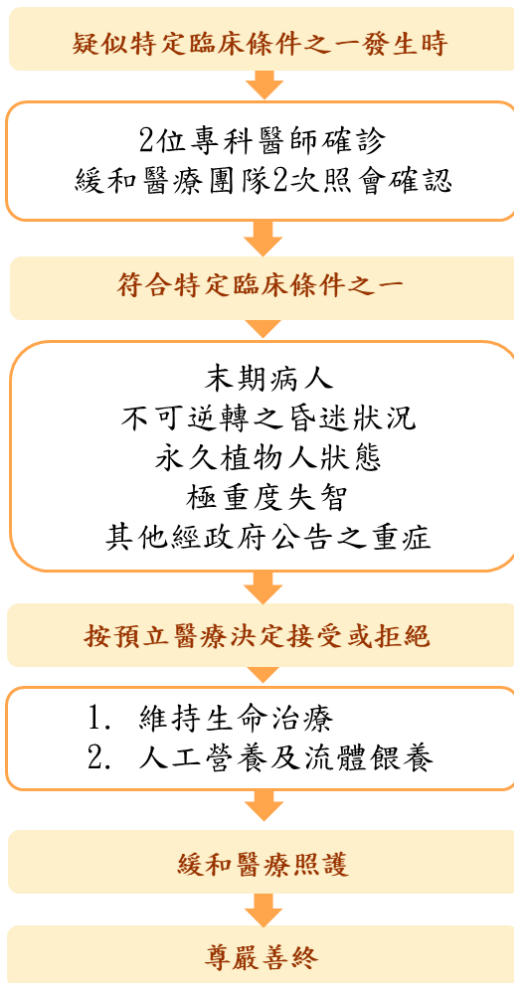 疑似特定臨床條件之一發生時
2位專科醫師確診
緩和醫療團隊2次照會確認
符合特定臨床條件之一
末期病人
不可逆轉之昏迷狀況
永久植物人狀態
極重度失智
其他經政府公告之重症
按預立醫療決定接受或拒絕
1. 維持生命治療
2. 人工營養及流體餵養
緩和醫療照護
尊嚴善終